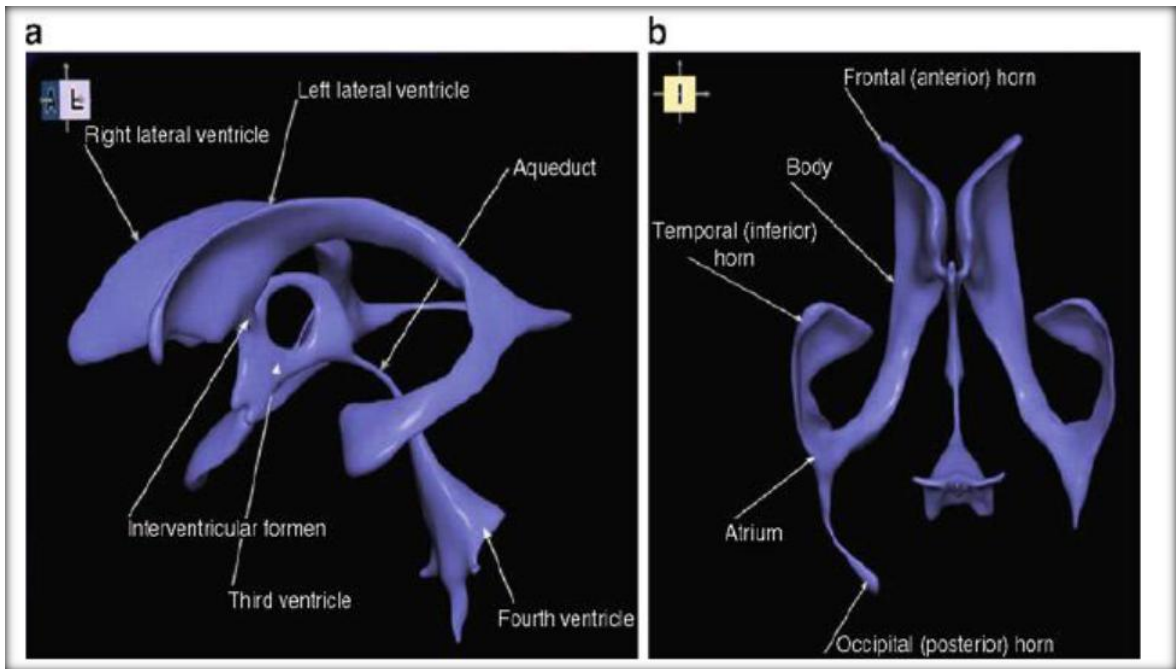 a
L
Left lateral ventricle
Right lateral ventricle
Aqueduct
Interventricular formen
Third ventricle
Fourth ventricle
b
I
Frontal (anterior) horn
Body
Temporal (inferior)
horn
Atrium
Occipital (posterior) horn